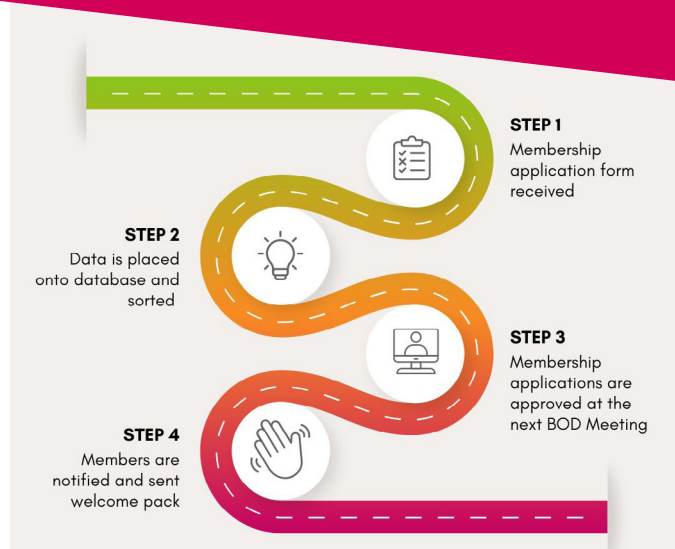 STEP 1
Membership
application form
received
STEP 2
Data is placed
onto database and
sorted
STEP 3
Membership
applications are
approved at the
next BOD Meeting
STEP 4
Members are
notified and sent
welcome pack